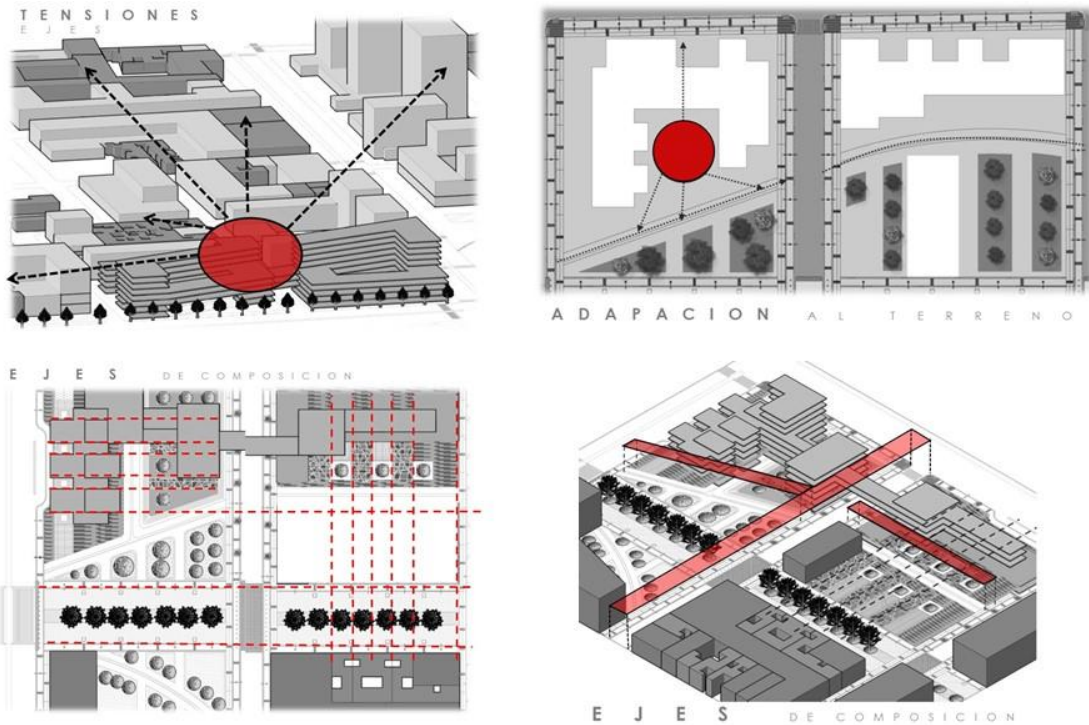 TENSIONES
EJES
ADAPACION AL TERRENO
EJES DE COMPOSICION
EJES DE COMPOSICION